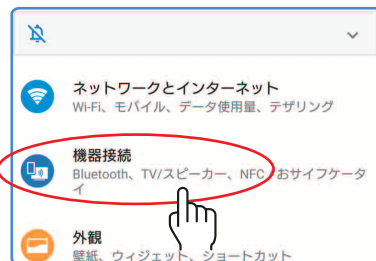 ネットワークとインターネット
Wi-Fi、モバイル、データ使用量、テザリング
機器接続
Bluetooth、TV/スピーカー、NFC/おサイフケータ
イ
外観
壁紙、ウィジェット、ショートカット